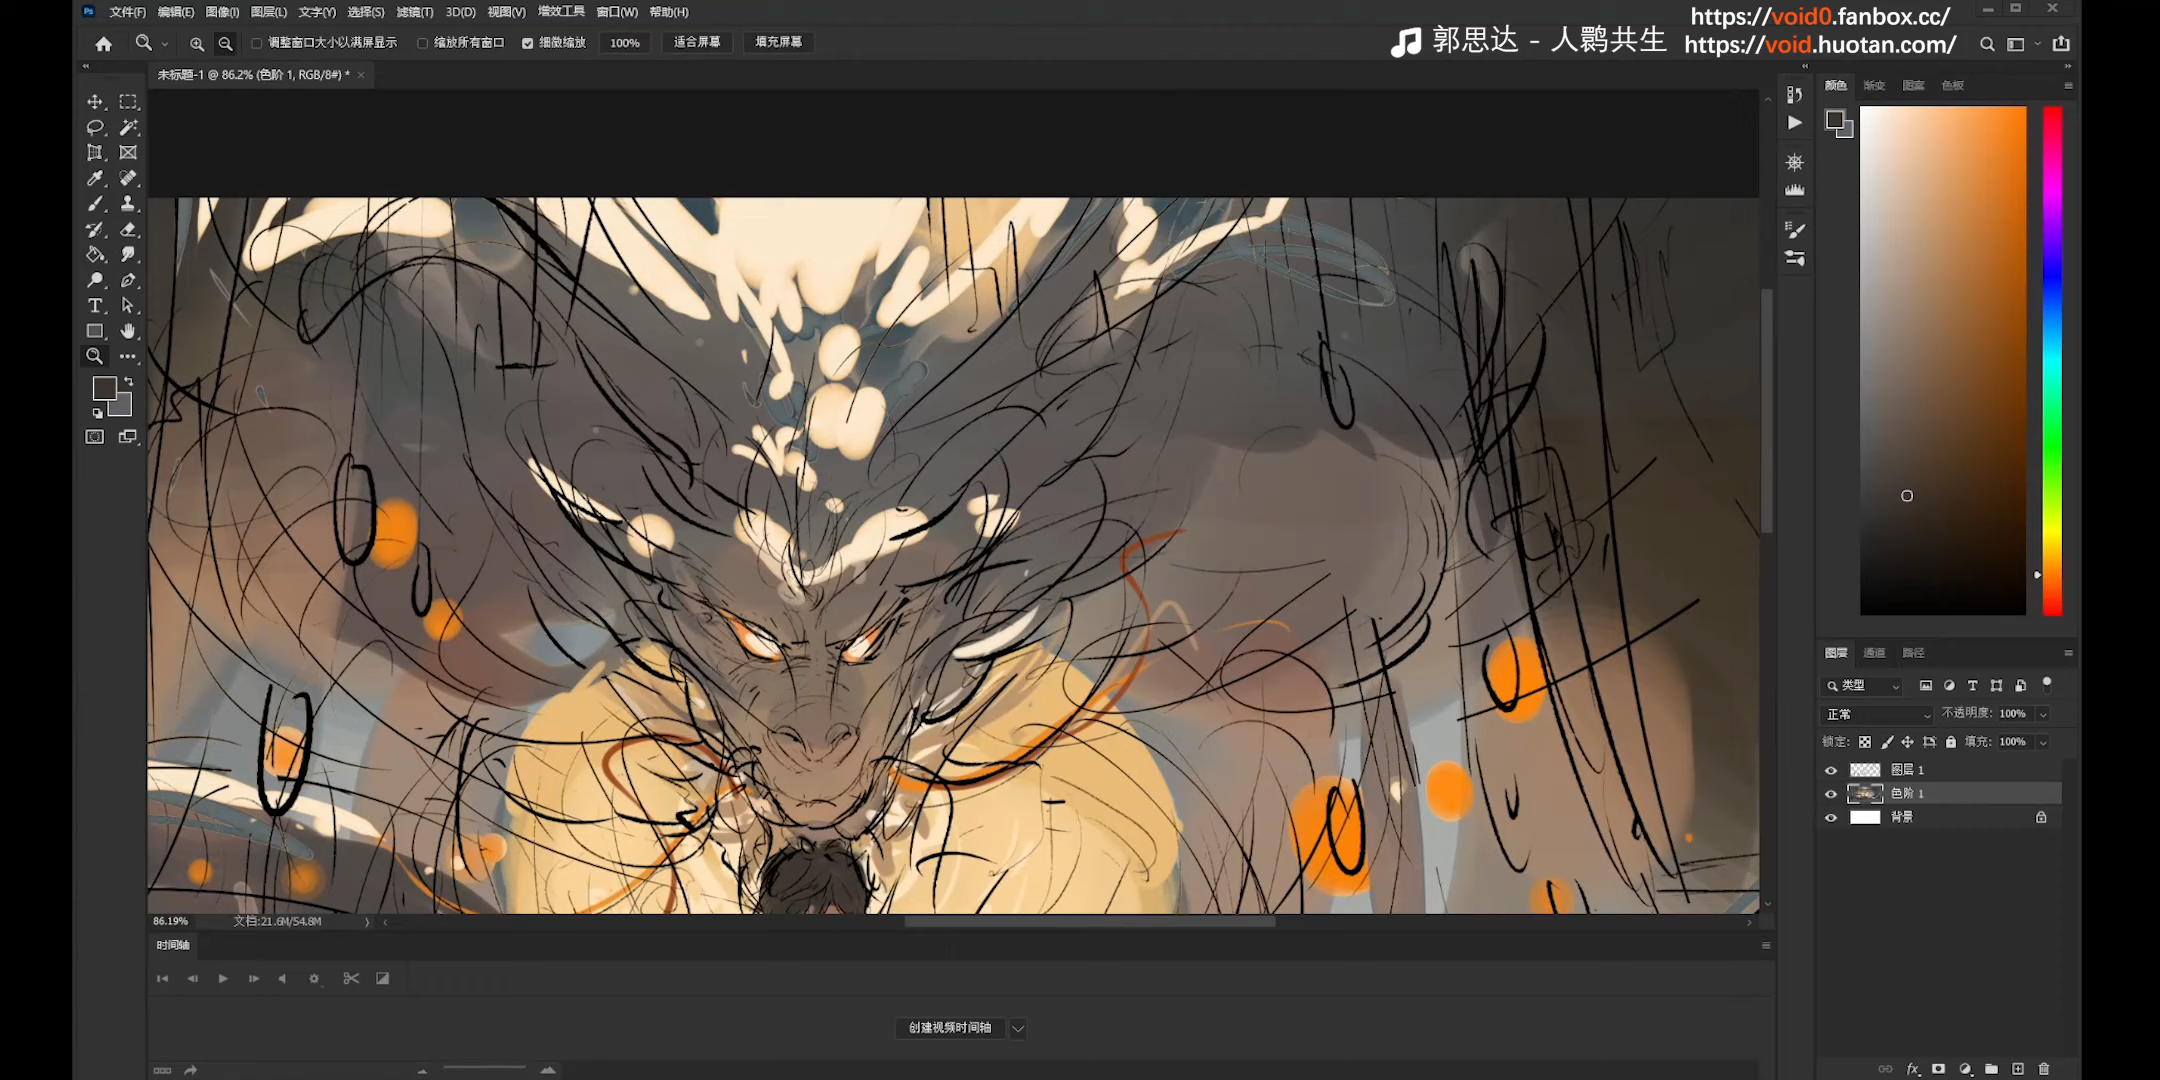 文件(F) 编辑(E) 图像(I) 图层(L) 文字(Y) 选择(S) 滤镜(T) 3D(D) 视图(V) 增效工具 窗口(W) 帮助(H)
https://void0.fanbox.cc/
郭思达 - 人鹮共生
https://void.huotan.com/
调整窗口大小以满屏显示 缩放所有窗口 细微缩放 100% 适合屏幕 填充屏幕
未标题-1 @ 86.2% (色阶 1, RGB/8#) *
颜色 渐变 图案 色板
图层 通道 路径
类型
正常 不透明度: 100%
锁定: 填充: 100%
图层 1
色阶 1
背景
86.19% 文档:21.6M/54.8M
时间轴
创建视频时间轴